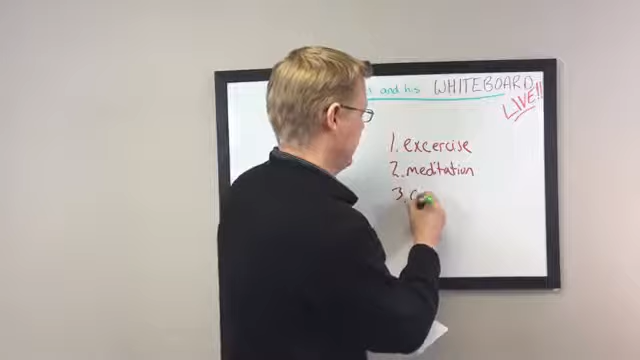 and his WHITEBOARD
LIVE!!
1. excercise
2. meditation
3. c